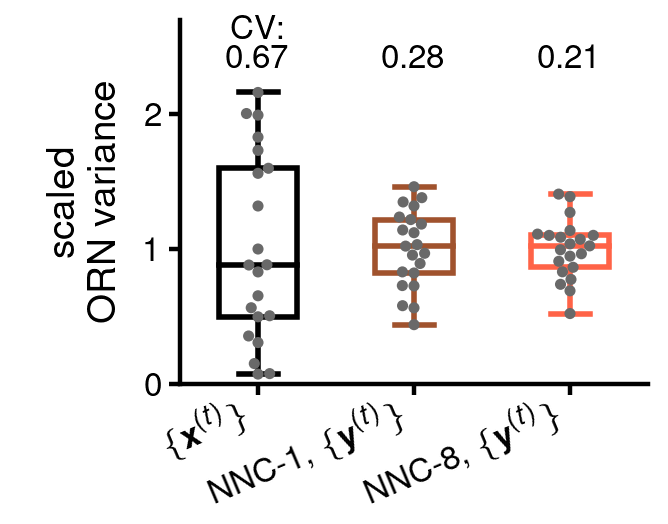 CV:
0.67 0.28 0.21
scaled
ORN variance
2
1
0
{x^(t)}
NNC-1, {y^(t)}
NNC-8, {y^(t)}